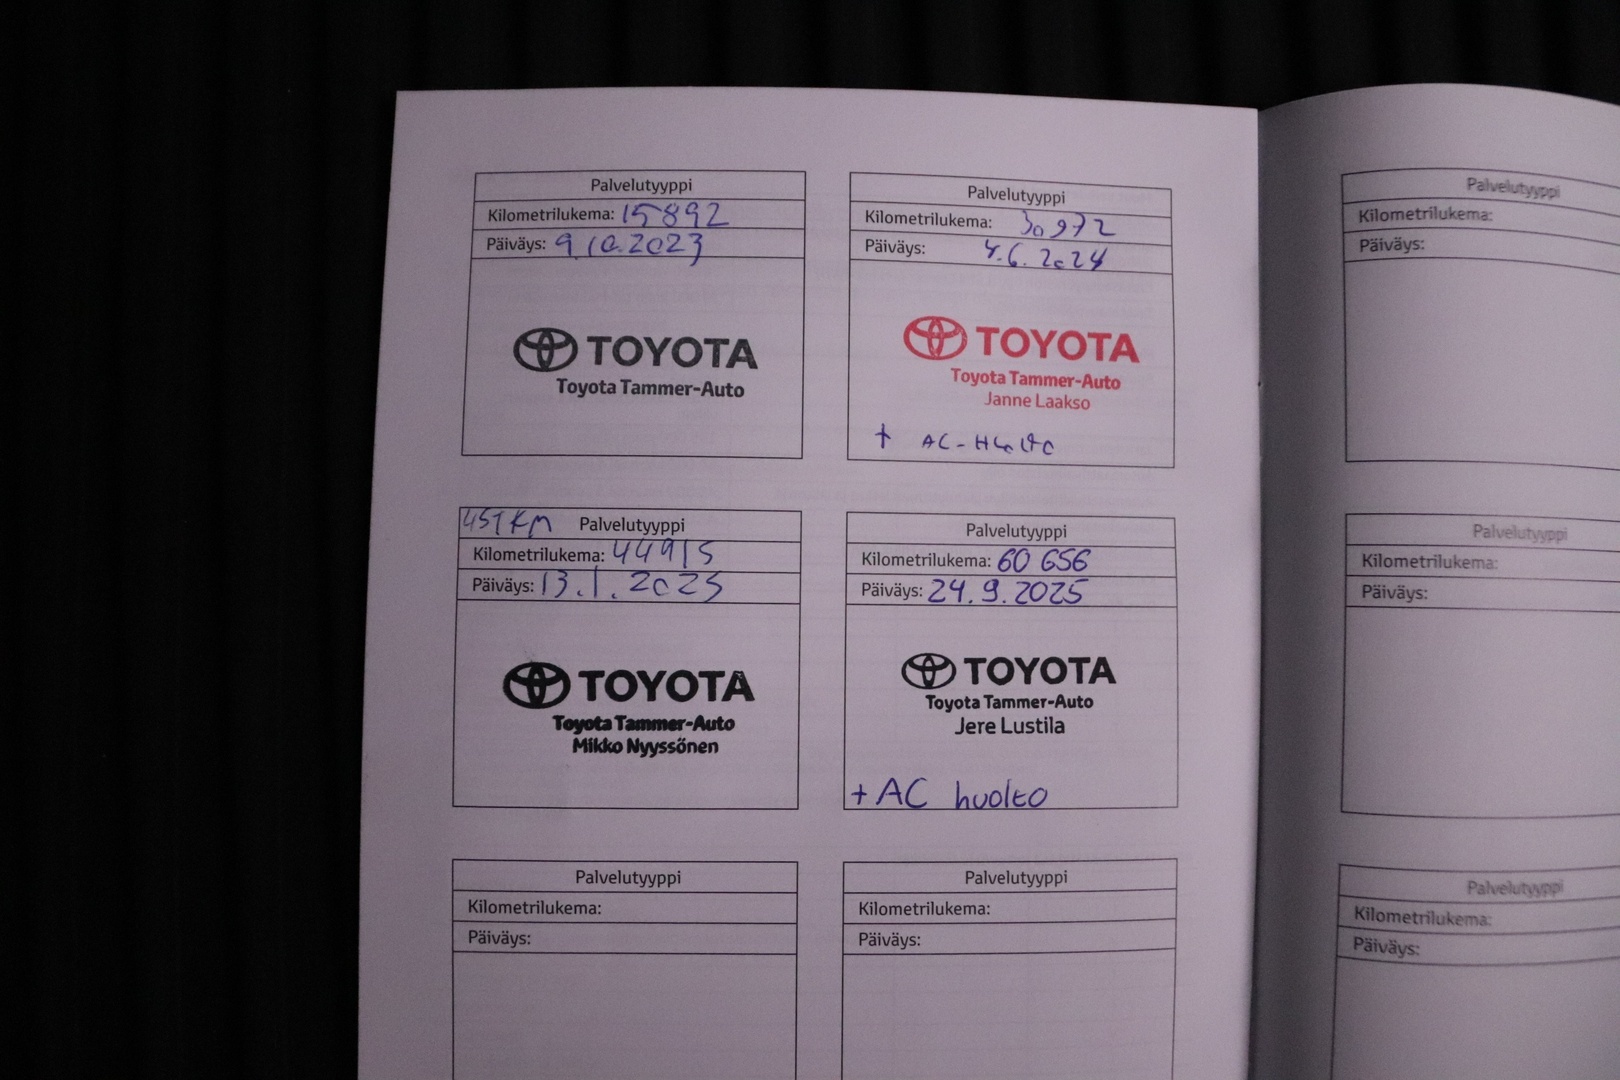 Palvelutyyppi
Kilometrilukema: 15892
Päiväys: 9.10.2023
TOYOTA
Toyota Tammer-Auto
Palvelutyyppi
Kilometrilukema: 30972
Päiväys: 4.6.2024
TOYOTA
Toyota Tammer-Auto
Janne Laakso
+ AC-Huolto
45TKM Palvelutyyppi
Kilometrilukema: 44915
Päiväys: 13.1.2025
TOYOTA
Toyota Tammer-Auto
Mikko Nyyssönen
Palvelutyyppi
Kilometrilukema: 60 656
Päiväys: 24.9.2025
TOYOTA
Toyota Tammer-Auto
Jere Lustila
+ AC huolto
Palvelutyyppi
Kilometrilukema:
Päiväys:
Palvelutyyppi
Kilometrilukema:
Päiväys:
Palvelutyyppi
Kilometrilukema:
Päiväys:
Palvelutyyppi
Kilometrilukema:
Päiväys:
Palvelutyyppi
Kilometrilukema:
Päiväys: